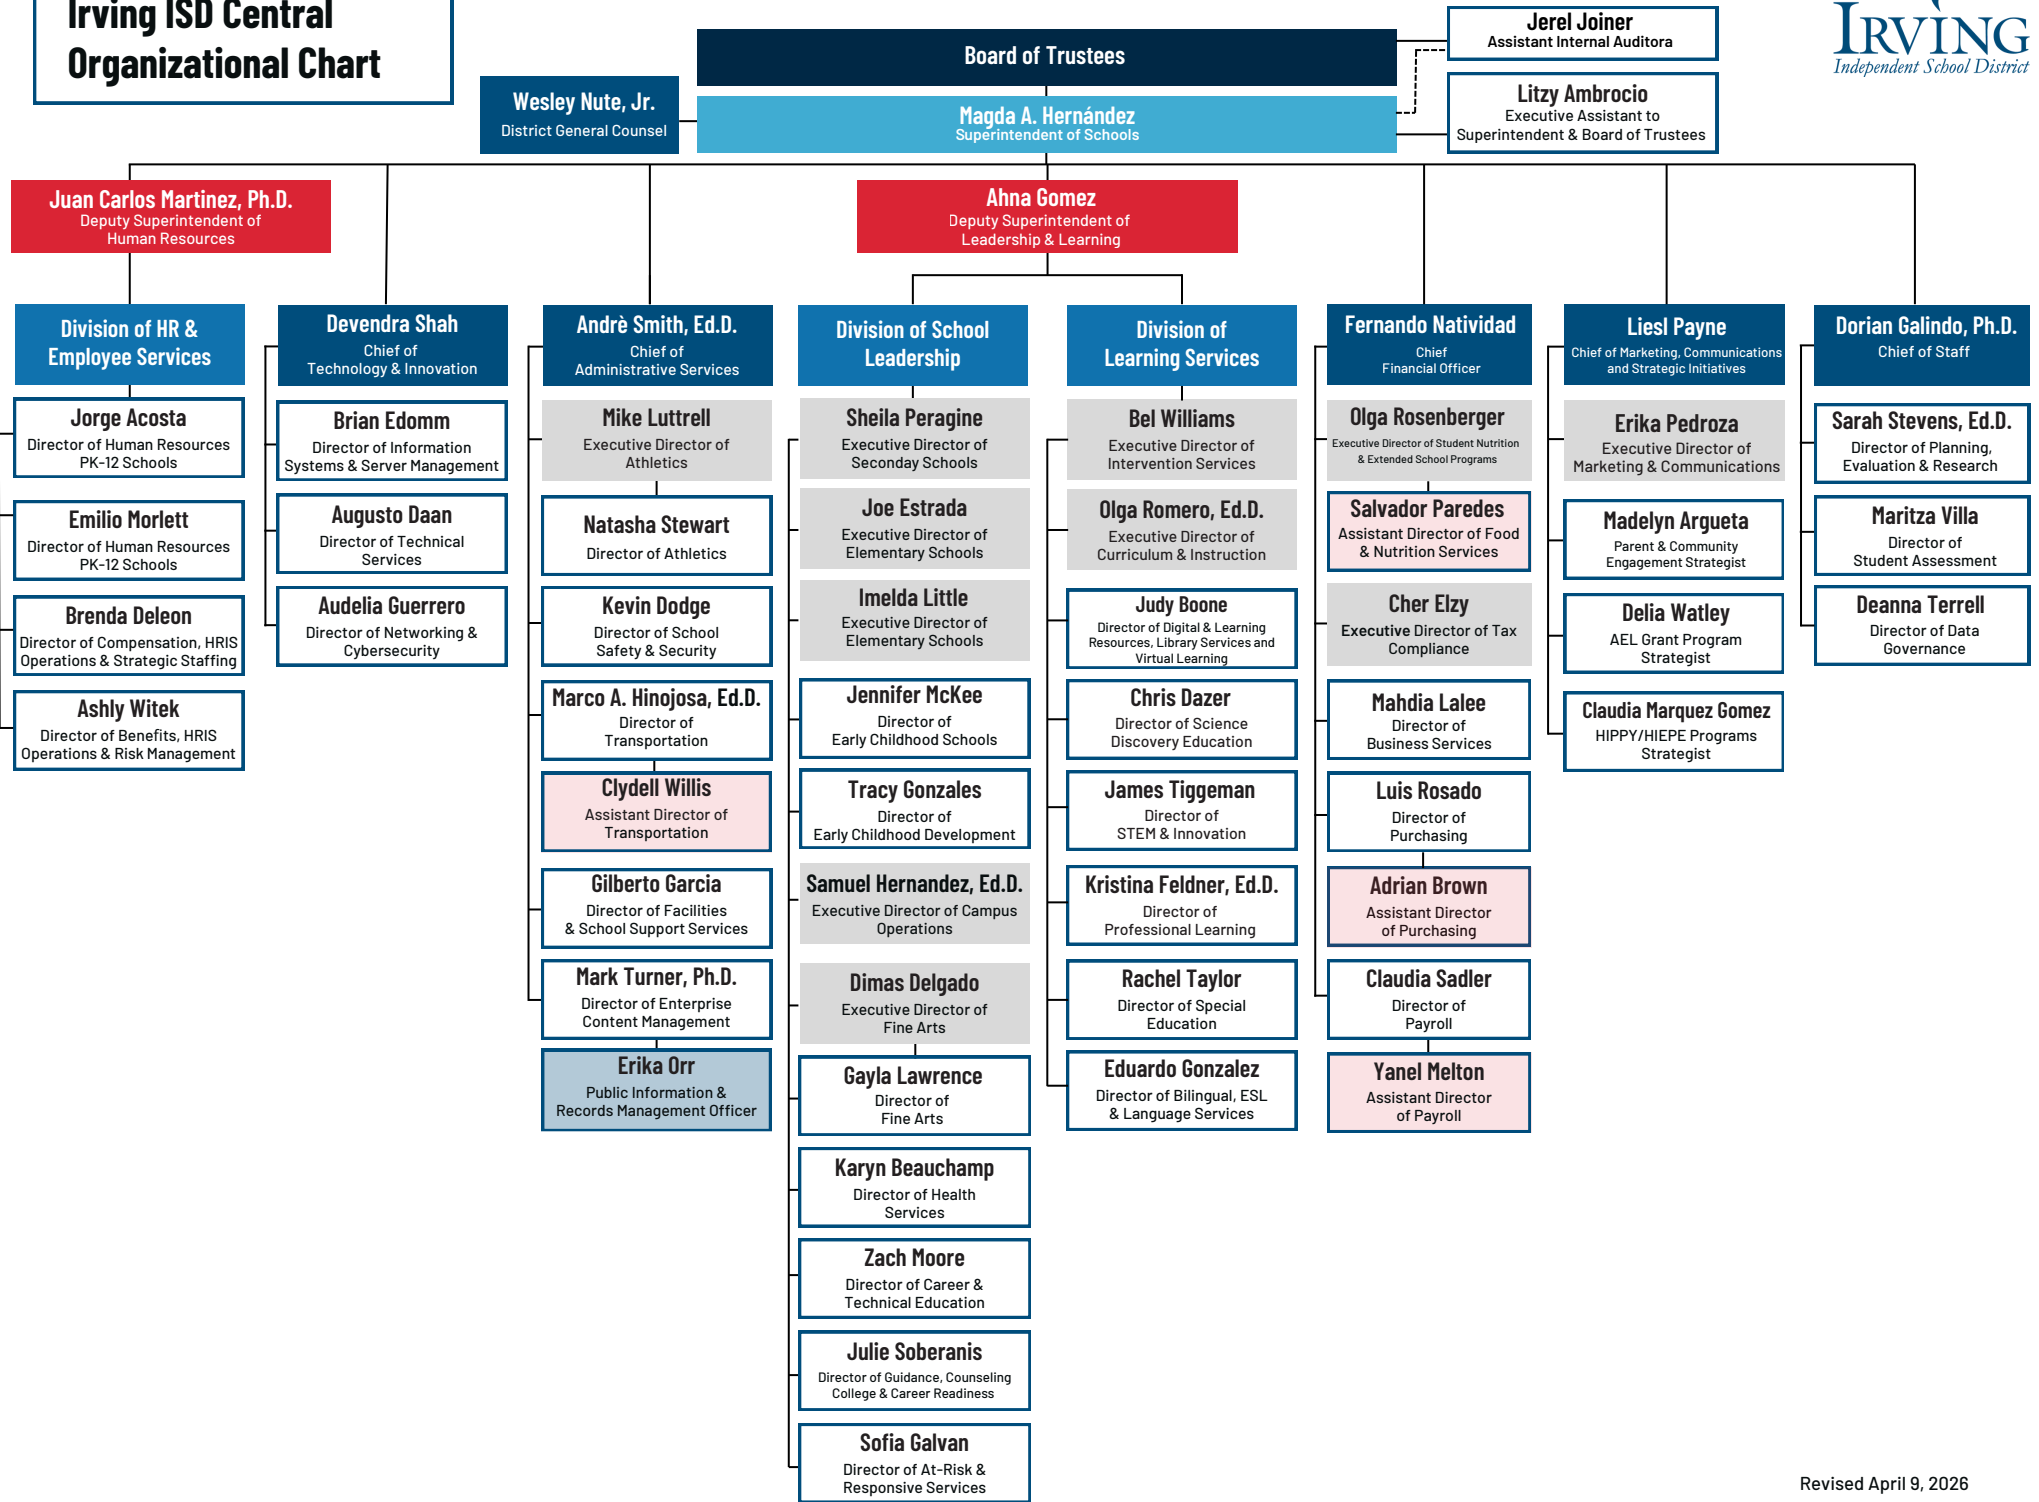 Irving ISD Central
Organizational Chart
Board of Trustees
Jerel Joiner
Assistant Internal Auditora
IRVING
Independent School District
Wesley Nute, Jr.
District General Counsel
Magda A. Hernández
Superintendent of Schools
Litzy Ambrocio
Executive Assistant to
Superintendent & Board of Trustees
Juan Carlos Martinez, Ph.D.
Deputy Superintendent of
Human Resources
Ahna Gomez
Deputy Superintendent of
Leadership & Learning
Division of HR &
Employee Services
Jorge Acosta
Director of Human Resources
PK-12 Schools
Emilio Morlett
Director of Human Resources
PK-12 Schools
Brenda Deleon
Director of Compensation, HRIS
Operations & Strategic Staffing
Ashly Witek
Director of Benefits, HRIS
Operations & Risk Management
Devendra Shah
Chief of
Technology & Innovation
Brian Edomm
Director of Information
Systems & Server Management
Augusto Daan
Director of Technical
Services
Audelia Guerrero
Director of Networking &
Cybersecurity
Andrè Smith, Ed.D.
Chief of
Administrative Services
Mike Luttrell
Executive Director of
Athletics
Natasha Stewart
Director of Athletics
Kevin Dodge
Director of School
Safety & Security
Marco A. Hinojosa, Ed.D.
Director of
Transportation
Clydell Willis
Assistant Director of
Transportation
Gilberto Garcia
Director of Facilities
& School Support Services
Mark Turner, Ph.D.
Director of Enterprise
Content Management
Erika Orr
Public Information &
Records Management Officer
Division of School
Leadership
Sheila Peragine
Executive Director of
Seconday Schools
Joe Estrada
Executive Director of
Elementary Schools
Imelda Little
Executive Director of
Elementary Schools
Jennifer McKee
Director of
Early Childhood Schools
Tracy Gonzales
Director of
Early Childhood Development
Samuel Hernandez, Ed.D.
Executive Director of Campus
Operations
Dimas Delgado
Executive Director of
Fine Arts
Gayla Lawrence
Director of
Fine Arts
Karyn Beauchamp
Director of Health
Services
Zach Moore
Director of Career &
Technical Education
Julie Soberanis
Director of Guidance, Counseling
College & Career Readiness
Sofia Galvan
Director of At-Risk &
Responsive Services
Division of
Learning Services
Bel Williams
Executive Director of
Intervention Services
Olga Romero, Ed.D.
Executive Director of
Curriculum & Instruction
Judy Boone
Director of Digital & Learning
Resources, Library Services and
Virtual Learning
Chris Dazer
Director of Science
Discovery Education
James Tiggeman
Director of
STEM & Innovation
Kristina Feldner, Ed.D.
Director of
Professional Learning
Rachel Taylor
Director of Special
Education
Eduardo Gonzalez
Director of Bilingual, ESL
& Language Services
Fernando Natividad
Chief
Financial Officer
Olga Rosenberger
Executive Director of Student Nutrition
& Extended School Programs
Salvador Paredes
Assistant Director of Food
& Nutrition Services
Cher Elzy
Executive Director of Tax
Compliance
Mahdia Lalee
Director of
Business Services
Luis Rosado
Director of
Purchasing
Adrian Brown
Assistant Director
of Purchasing
Claudia Sadler
Director of
Payroll
Yanel Melton
Assistant Director
of Payroll
Liesl Payne
Chief of Marketing, Communications
and Strategic Initiatives
Erika Pedroza
Executive Director of
Marketing & Communications
Madelyn Argueta
Parent & Community
Engagement Strategist
Delia Watley
AEL Grant Program
Strategist
Claudia Marquez Gomez
HIPPY/HIEPE Programs
Strategist
Dorian Galindo, Ph.D.
Chief of Staff
Sarah Stevens, Ed.D.
Director of Planning,
Evaluation & Research
Maritza Villa
Director of
Student Assessment
Deanna Terrell
Director of Data
Governance
Revised April 9, 2026